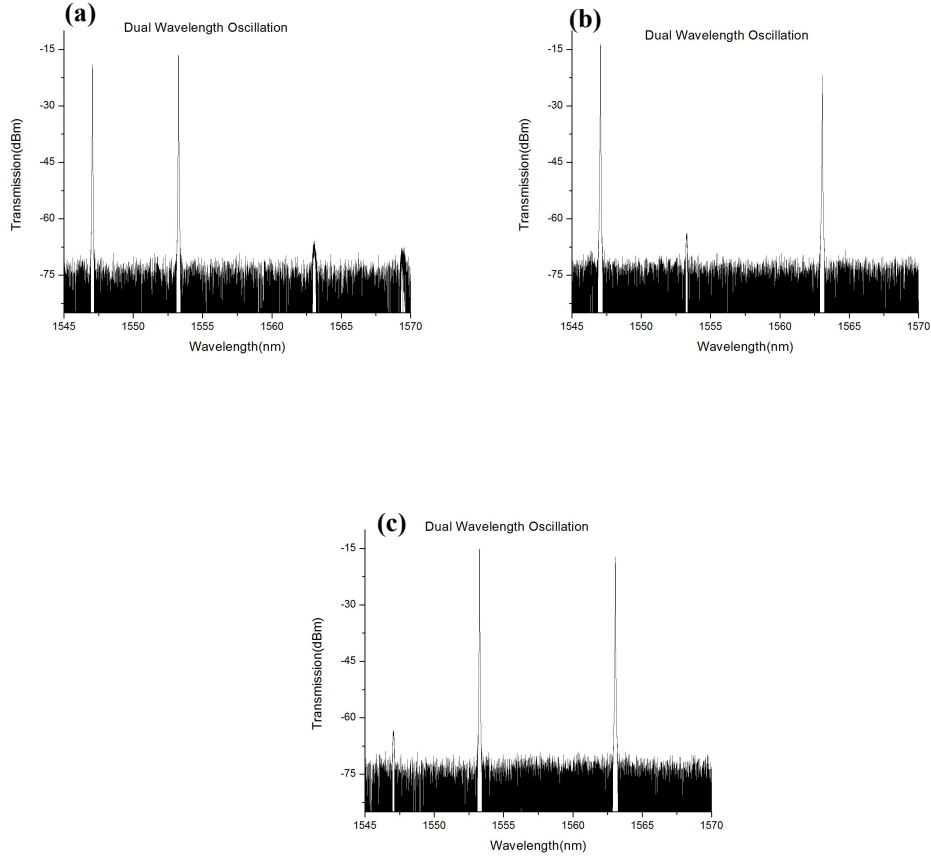 (a)
Dual Wavelength Oscillation
-15
-30
-45
-60
-75
Transmission(dBm)
1545 1550 1555 1560 1565 1570
Wavelength(nm)
(b)
Dual Wavelength Oscillation
-15
-30
-45
-60
-75
Transmission(dBm)
1545 1550 1555 1560 1565 1570
Wavelength(nm)
(c)
Dual Wavelength Oscillation
-15
-30
-45
-60
-75
Transmission(dBm)
1545 1550 1555 1560 1565 1570
Wavelength(nm)